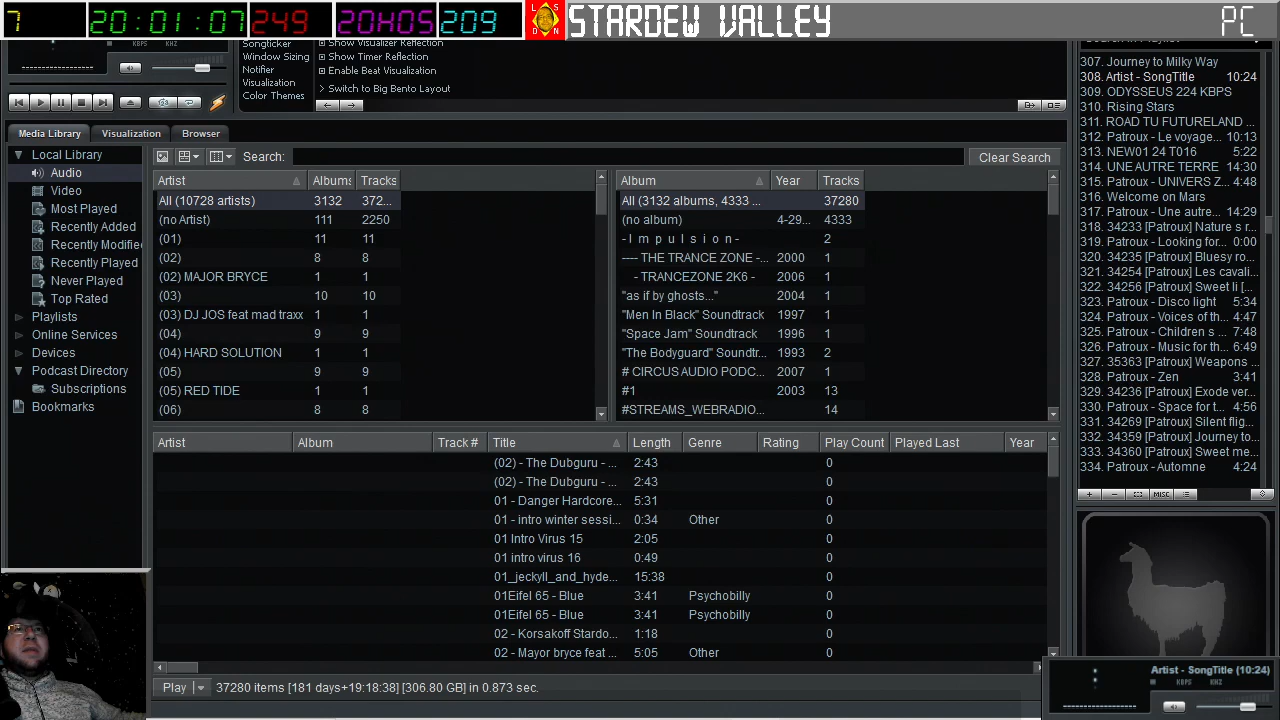 7 20:01:07 249 20H05 209 SDN STARDEW VALLEY PC
KBPS KHZ
Songticker
Window Sizing
Notifier
Visualization
Color Themes
Show Visualizer Reflection
Show Timer Reflection
Enable Beat Visualization
> Switch to Big Bento Layout
Media Library Visualization Browser
Local Library
Audio
Video
Most Played
Recently Added
Recently Modifie
Recently Played
Never Played
Top Rated
Playlists
Online Services
Devices
Podcast Directory
Subscriptions
Bookmarks
Search: Clear Search
Artist Albums Tracks
All (10728 artists) 3132 372...
(no Artist) 111 2250
(01) 11 11
(02) 8 8
(02) MAJOR BRYCE 1 1
(03) 10 10
(03) DJ JOS feat mad traxx 1 1
(04) 9 9
(04) HARD SOLUTION 1 1
(05) 9 9
(05) RED TIDE 1 1
(06) 8 8
Album Year Tracks
All (3132 albums, 4333 ... 37280
(no album) 4-29... 4333
- I m p u l s i o n - 2
---- THE TRANCE ZONE -... 2000 1
- TRANCEZONE 2K6 - 2006 1
"as if by ghosts..." 2004 1
"Men In Black" Soundtrack 1997 1
"Space Jam" Soundtrack 1996 1
"The Bodyguard" Soundtr... 1993 2
# CIRCUS AUDIO PODC... 2007 1
#1 2003 13
#STREAMS_WEBRADIO... 14
Artist Album Track # Title Length Genre Rating Play Count Played Last Year
(02) - The Dubguru - ... 2:43 0
(02) - The Dubguru - ... 2:43 0
01 - Danger Hardcore... 5:31 0
01 - intro winter sessi... 0:34 Other 0
01 Intro Virus 15 2:05 0
01 intro virus 16 0:49 0
01_jeckyll_and_hyde... 15:38 0
01Eifel 65 - Blue 3:41 Psychobilly 0
01Eifel 65 - Blue 3:41 Psychobilly 0
02 - Korsakoff Stardo... 1:18 0
02 - Mayor bryce feat ... 5:05 Other 0
Play 37280 items [181 days+19:18:38] [306.80 GB] in 0.873 sec.
307. Journey to Milky Way
308. Artist - SongTitle 10:24
309. ODYSSEUS 224 KBPS
310. Rising Stars
311. ROAD TU FUTURELAND ...
312. Patroux - Le voyage... 10:13
313. NEW01 24 T016 5:22
314. UNE AUTRE TERRE 14:30
315. Patroux - UNIVERS Z... 4:48
316. Welcome on Mars
317. Patroux - Une autre... 14:29
318. 34233 [Patroux] Nature s r...
319. Patroux - Looking for... 0:00
320. 34235 [Patroux] Bluesy ro...
321. 34254 [Patroux] Les cavali...
322. 34256 [Patroux] Sweet li [...
323. Patroux - Disco light 5:34
324. Patroux - Voices of th... 4:47
325. Patroux - Children s ... 7:48
326. Patroux - Music for th... 6:49
327. 35363 [Patroux] Weapons ...
328. Patroux - Zen 3:41
329. 34236 [Patroux] Exode ver...
330. Patroux - Space for t... 4:56
331. 34269 [Patroux] Silent flig...
332. 34359 [Patroux] Journey to...
333. 34360 [Patroux] Sweet me...
334. Patroux - Automne 4:24
MISC
Artist - SongTitle (10:24)
KBPS KHZ